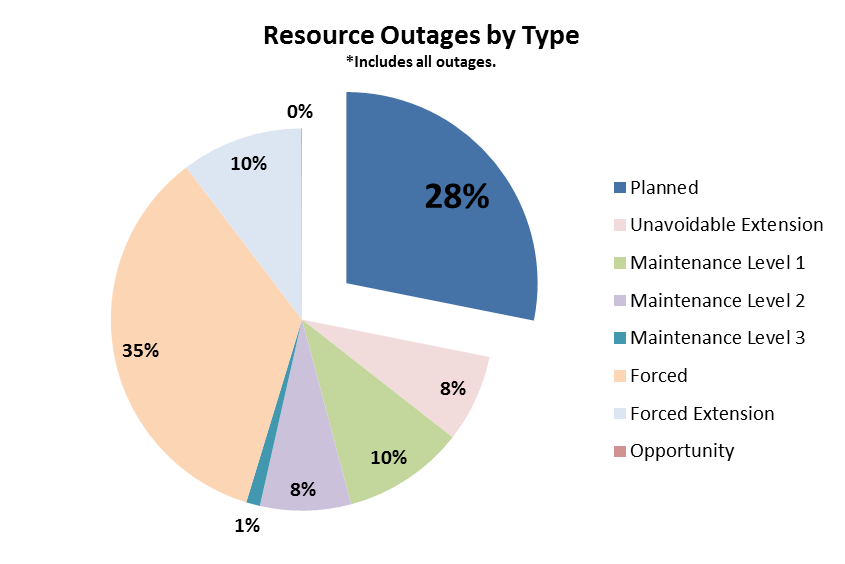 Resource Outages by Type
*Includes all outages.
0%
10%
28%
35%
8%
10%
8%
1%
Planned
Unavoidable Extension
Maintenance Level 1
Maintenance Level 2
Maintenance Level 3
Forced
Forced Extension
Opportunity